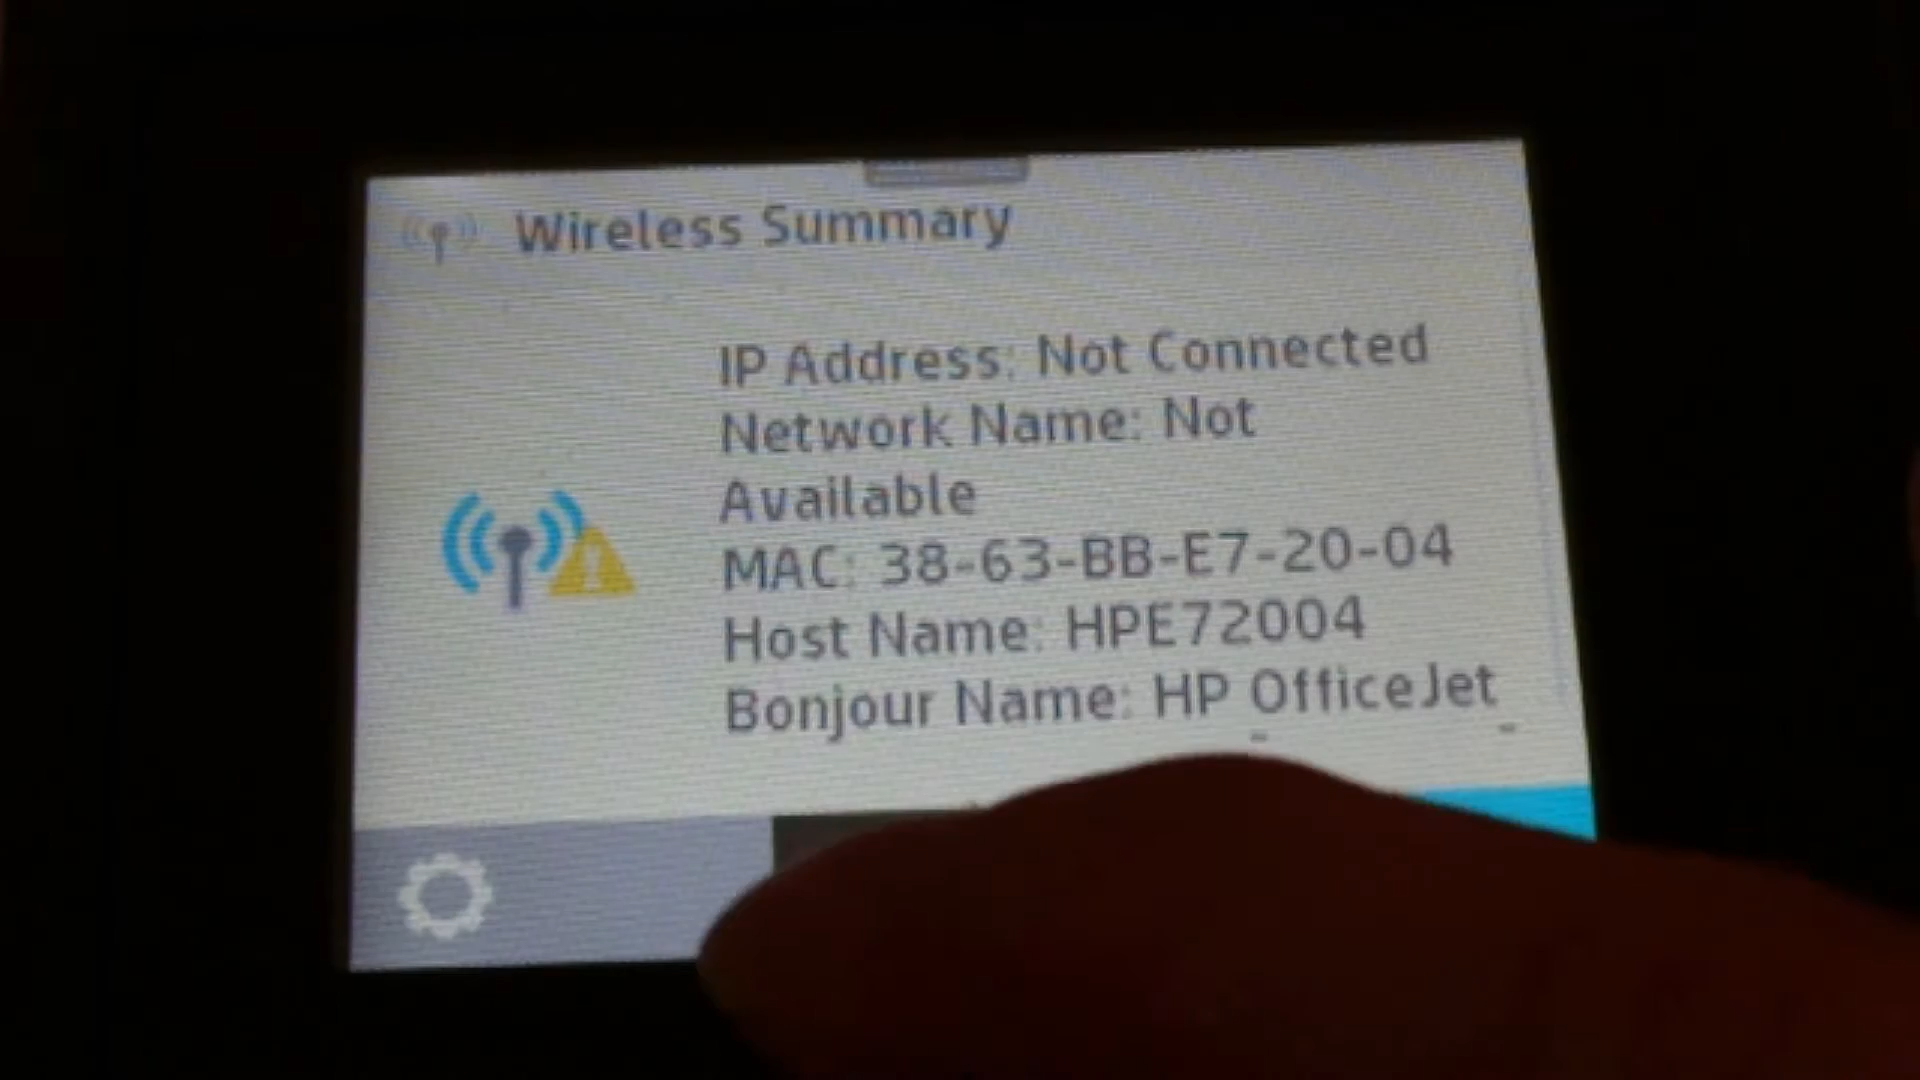 Wireless Summary
IP Address: Not Connected
Network Name: Not
Available
MAC: 38-63-BB-E7-20-04
Host Name: HPE72004
Bonjour Name: HP OfficeJet